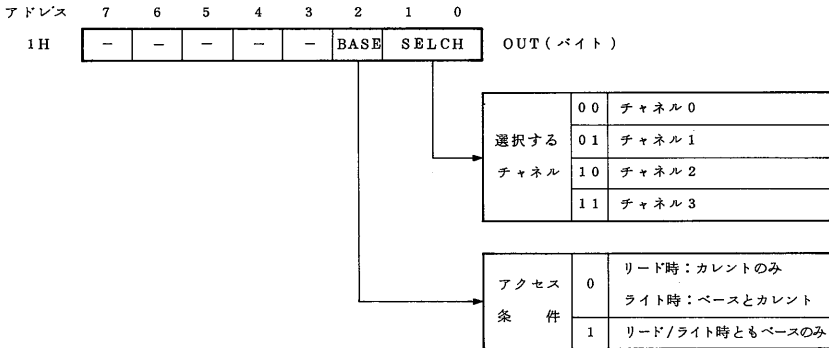 アドレス 7 6 5 4 3 2 1 0
1H － － － － － BASE SELCH OUT(バイト)
選択する
チャネル
00 チャネル0
01 チャネル1
10 チャネル2
11 チャネル3
アクセス
条 件
0 リード時：カレントのみ
ライト時：ベースとカレント
1 リード/ライト時ともベースのみ